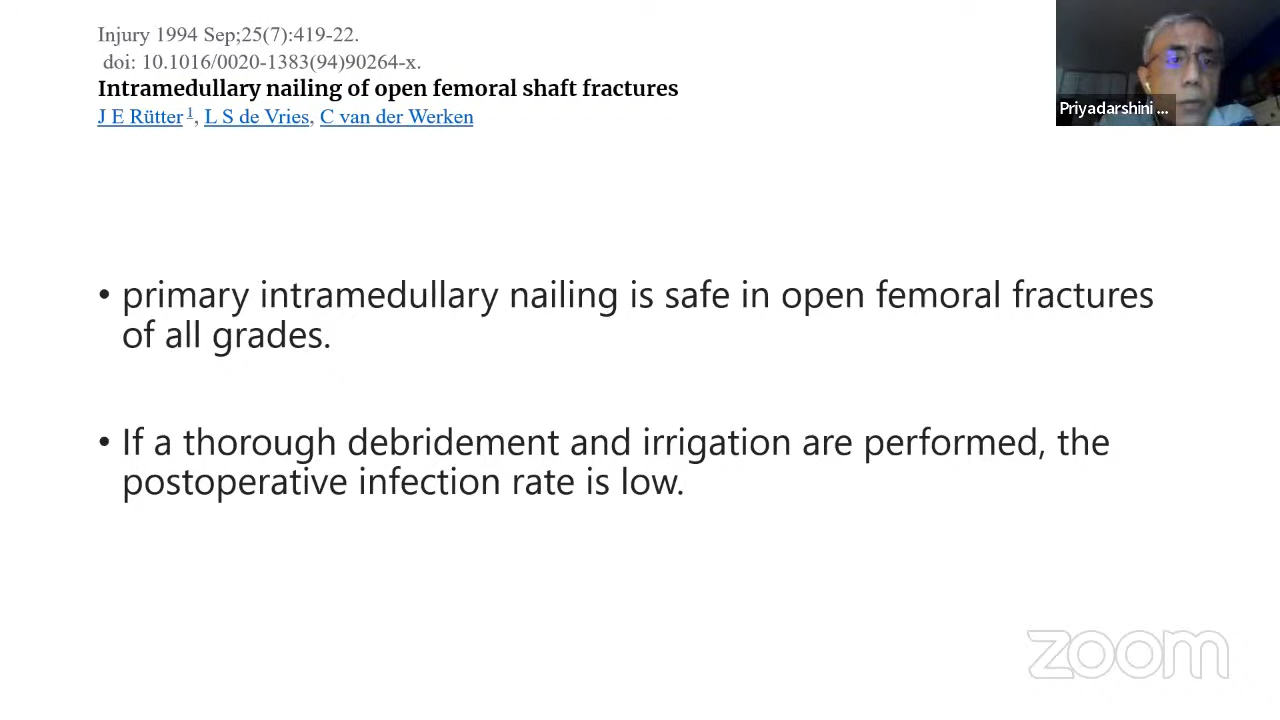 Injury 1994 Sep;25(7):419-22.
doi: 10.1016/0020-1383(94)90264-x.
Intramedullary nailing of open femoral shaft fractures
J E Rütter 1, L S de Vries, C van der Werken
Priyadarshini ...
• primary intramedullary nailing is safe in open femoral fractures
of all grades.
• If a thorough debridement and irrigation are performed, the
postoperative infection rate is low.
zoom